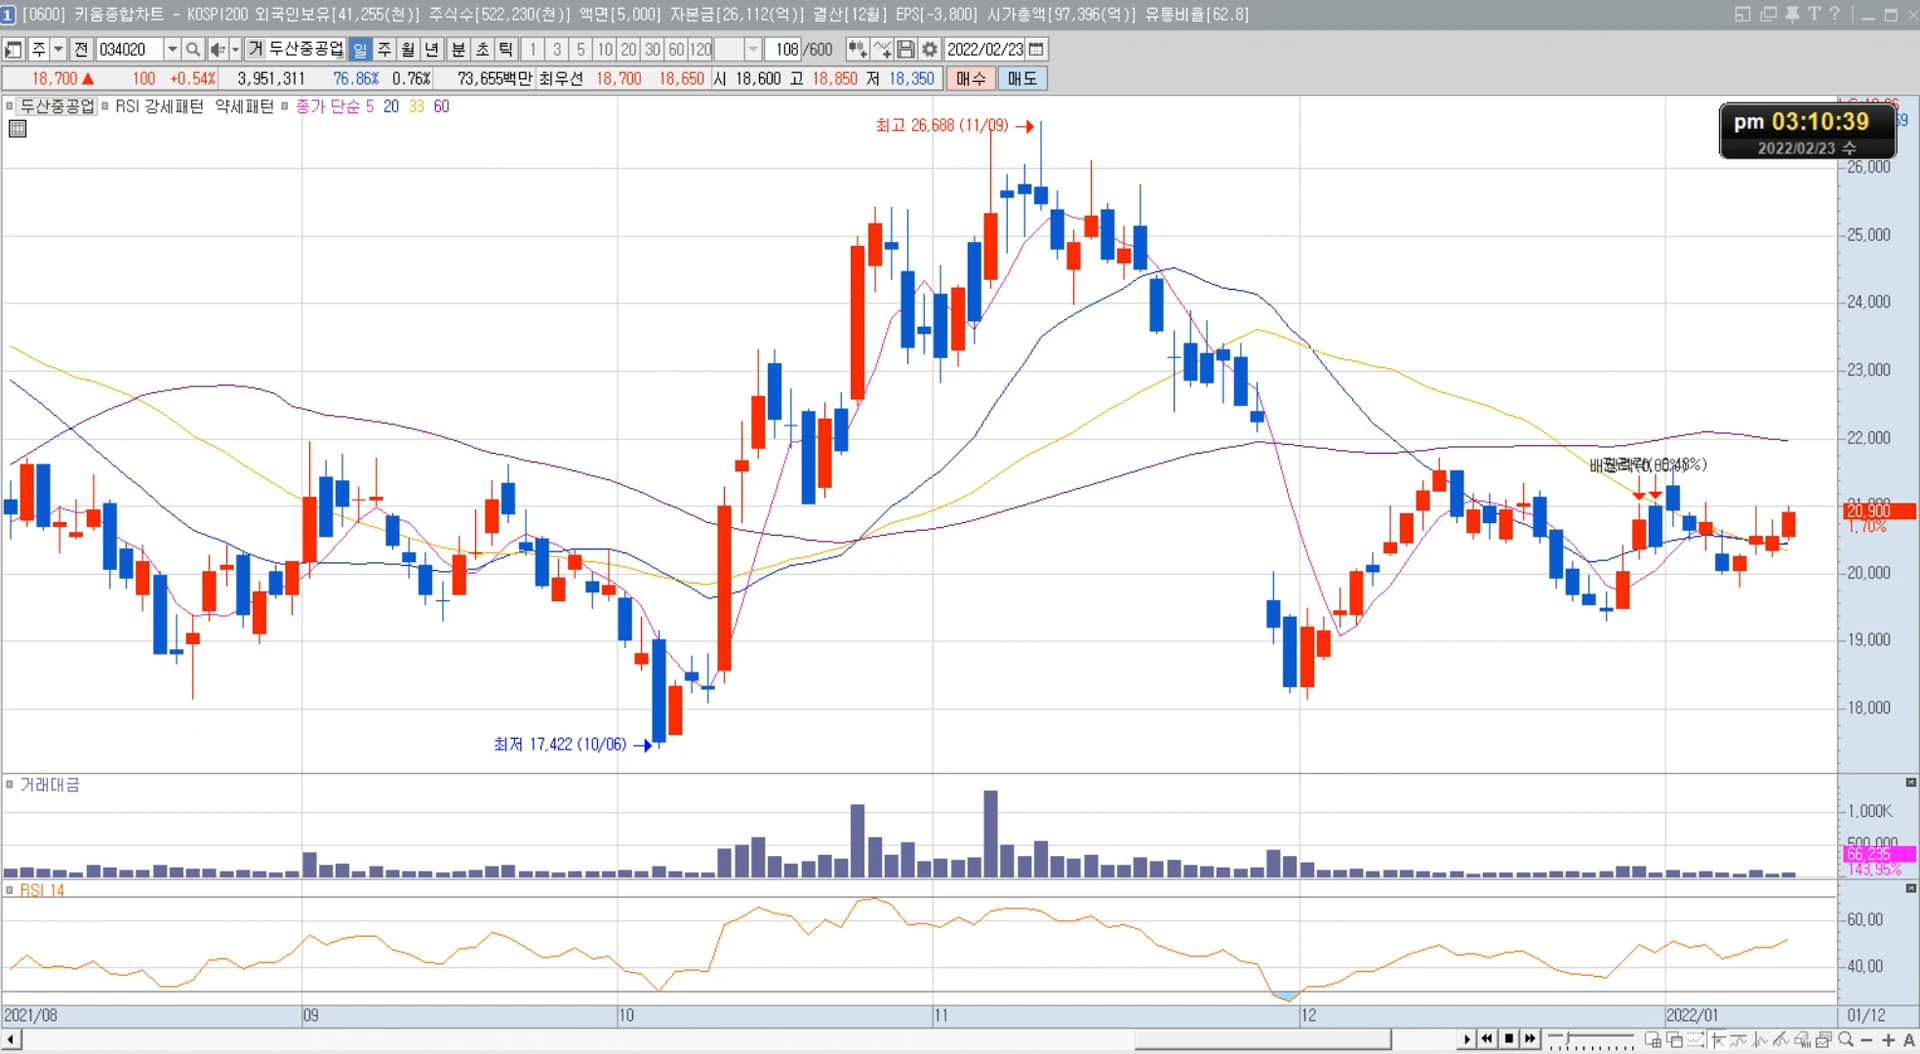 1 [0600] 키움종합차트 - KOSPI200 외국인보유[41,255(천)] 주식수[522,230(천)] 액면[5,000] 자본금[26,112(억)] 결산[12월] EPS[-3,800] 시가총액[97,396(억)] 유통비율[62.8]
주 전 034020 거 두산중공업 일 주 월 년 분 초 틱 1 3 5 10 20 30 60 120 108 /600 2022/02/23
18,700 ▲ 100 +0.54% 3,951,311 76.86% 0.76% 73,655백만 최우선 18,700 18,650 시 18,600 고 18,850 저 18,350 매수 매도
두산중공업 RSI 강세패턴 약세패턴 종가 단순 5 20 33 60
pm 03:10:39
2022/02/23 수
최고 26,688 (11/09)
26,000
25,000
24,000
23,000
22,000
21,000
20,900
1.70%
20,000
19,000
18,000
최저 17,422 (10/06)
거래대금
1,000K
500,000
66,235
143.95%
RSI 14
60,00
40,00
2021/08 09 10 11 12 2022/01 01/12